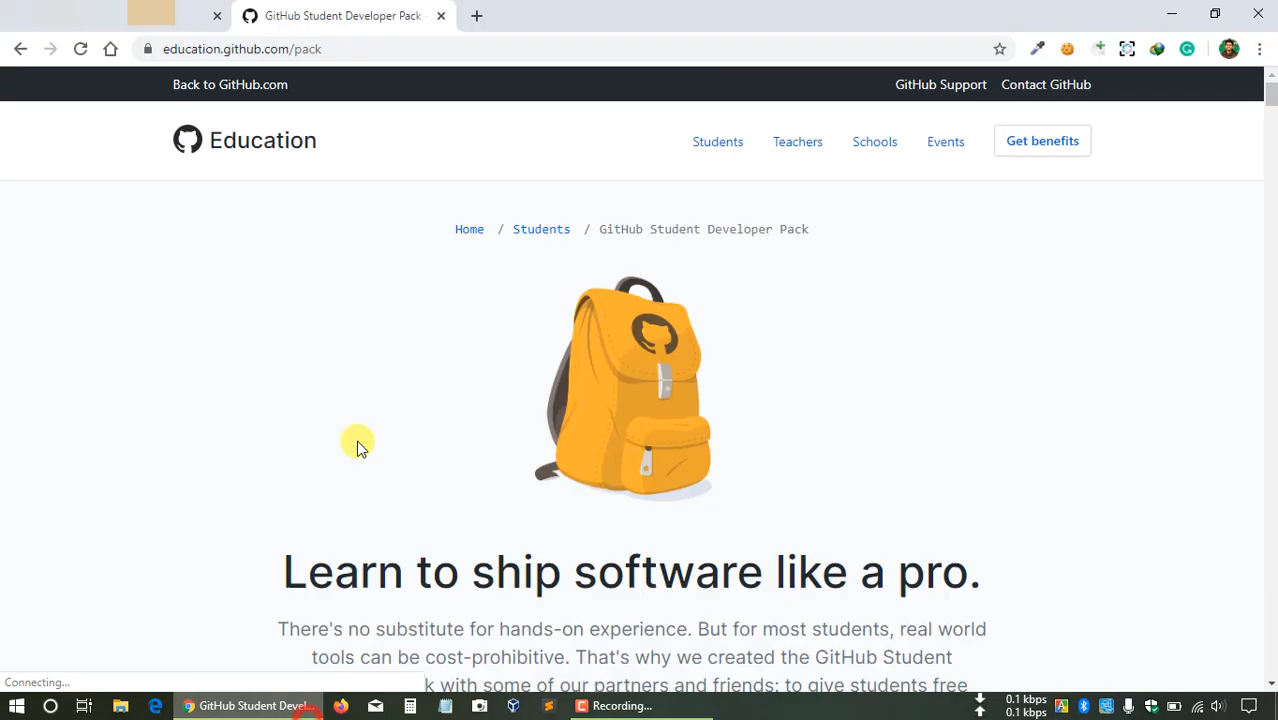 GitHub Student Developer Pack -
education.github.com/pack
Back to GitHub.com
GitHub Support
Contact GitHub
Education
Students
Teachers
Schools
Events
Get benefits
Home / Students / GitHub Student Developer Pack
Learn to ship software like a pro.
There's no substitute for hands-on experience. But for most students, real world
tools can be cost-prohibitive. That's why we created the GitHub Student
k with some of our partners and friends: to give students free
Connecting...
GitHub Student Devel...
Recording...
0.1 kbps
0.1 kbps